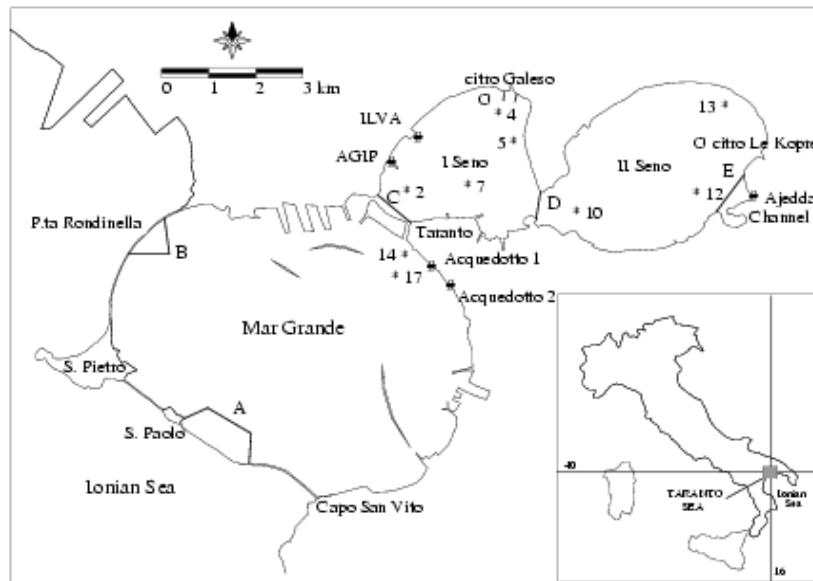 0 1 2 3 km
citro Galeso
O
4
13 *
ILVA
5 *
O citro Le Kopre
AGIP
I Seno
II Seno
E
C * 2
* 7
* 12
Ajedda
Channel
D
* 10
P.ta Rondinella
Taranto
B
14 *
Acquedotto 1
* 17
Acquedotto 2
Mar Grande
S. Pietro
A
S. Paolo
Ionian Sea
Capo San Vito
40
TARANTO
SEA
Ionian
Sea
16